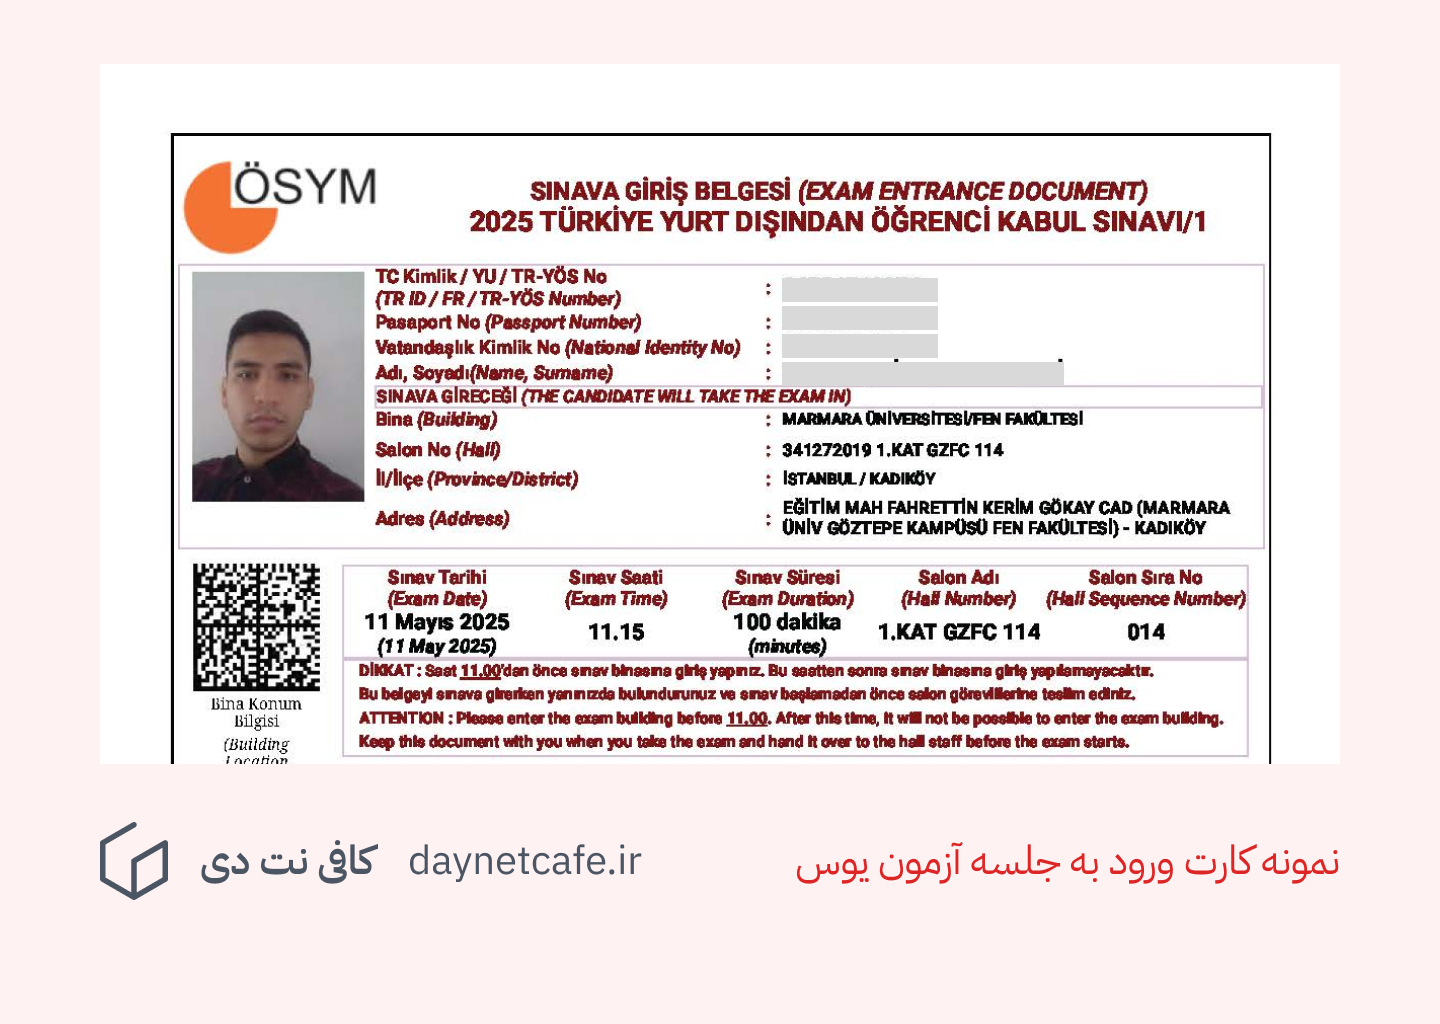 ÖSYM
SINAVA GİRİŞ BELGESİ (EXAM ENTRANCE DOCUMENT)
2025 TÜRKİYE YURT DIŞINDAN ÖĞRENCİ KABUL SINAVI/1
TC Kimlik / YU / TR-YÖS No
(TR ID / FR / TR-YÖS Number) :
Pasaport No (Passport Number) :
Vatandaşlık Kimlik No (National Identity No) :
Adı, Soyadı(Name, Surname) :
SINAVA GİRECEĞİ (THE CANDIDATE WILL TAKE THE EXAM IN)
Bina (Building) : MARMARA ÜNİVERSİTESİ/FEN FAKÜLTESİ
Salon No (Hall) : 341272019 1.KAT GZFC 114
İl/İlçe (Province/District) : İSTANBUL / KADIKÖY
Adres (Address) : EĞİTİM MAH FAHRETTİN KERİM GÖKAY CAD (MARMARA
ÜNİV GÖZTEPE KAMPÜSÜ FEN FAKÜLTESİ) - KADIKÖY
Sınav Tarihi Sınav Saati Sınav Süresi Salon Adı Salon Sıra No
(Exam Date) (Exam Time) (Exam Duration) (Hall Number) (Hall Sequence Number)
11 Mayıs 2025 11.15 100 dakika 1.KAT GZFC 114 014
(11 May 2025) (minutes)
DİKKAT : Saat 11.00'dan önce sınav binasına giriş yapınız. Bu saatten sonra sınav binasına giriş yapılamayacaktır.
Bu belgeyi sınava girerken yanınızda bulundurunuz ve sınav başlamadan önce salon görevlilerine teslim ediniz.
ATTENTION : Please enter the exam building before 11.00. After this time, it will not be possible to enter the exam building.
Keep this document with you when you take the exam and hand it over to the hall staff before the exam starts.
Bina Konum
Bilgisi
(Building
Location
کافی نت دی daynetcafe.ir
نمونه کارت ورود به جلسه آزمون یوس